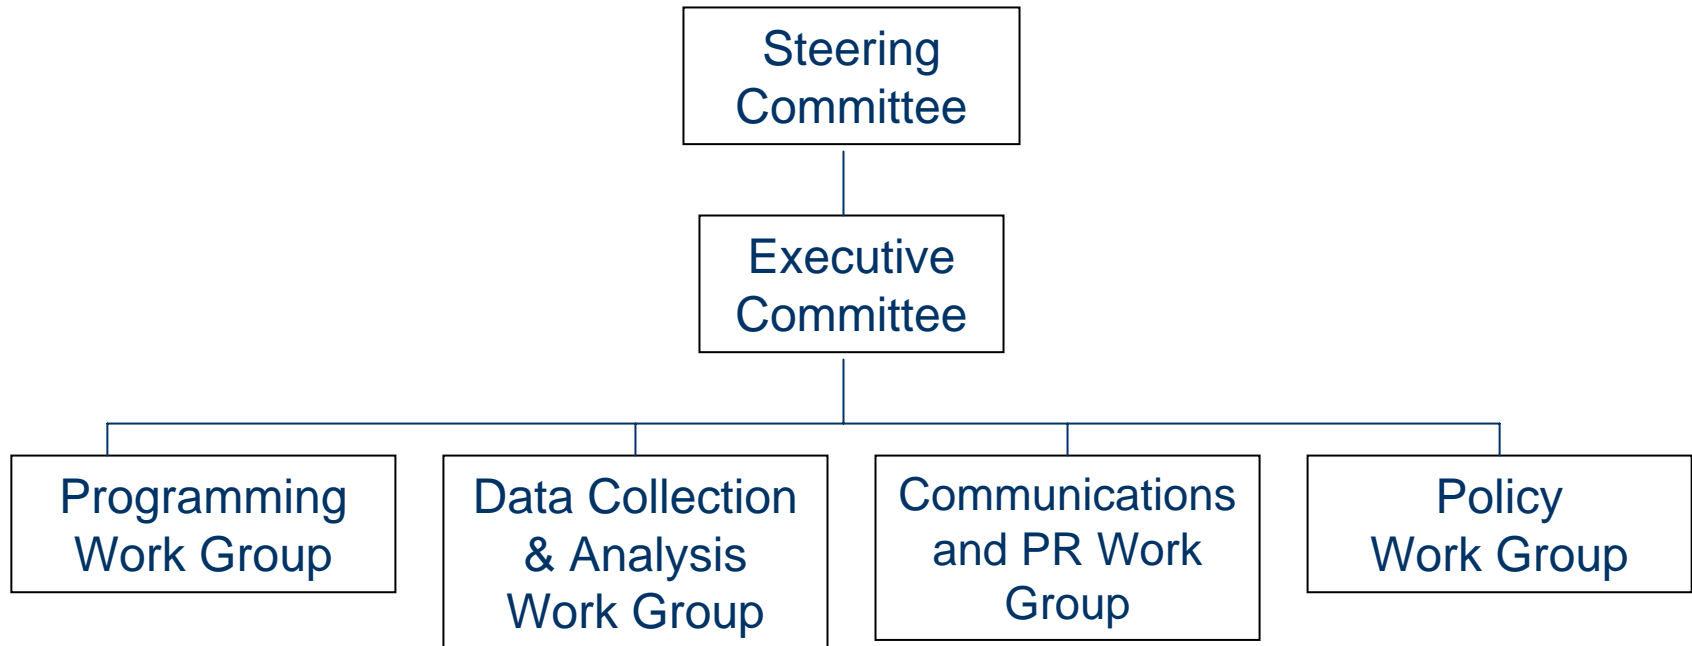 Steering
Committee
Executive
Committee
Programming
Work Group
Data Collection
& Analysis
Work Group
Communications
and PR Work
Group
Policy
Work Group